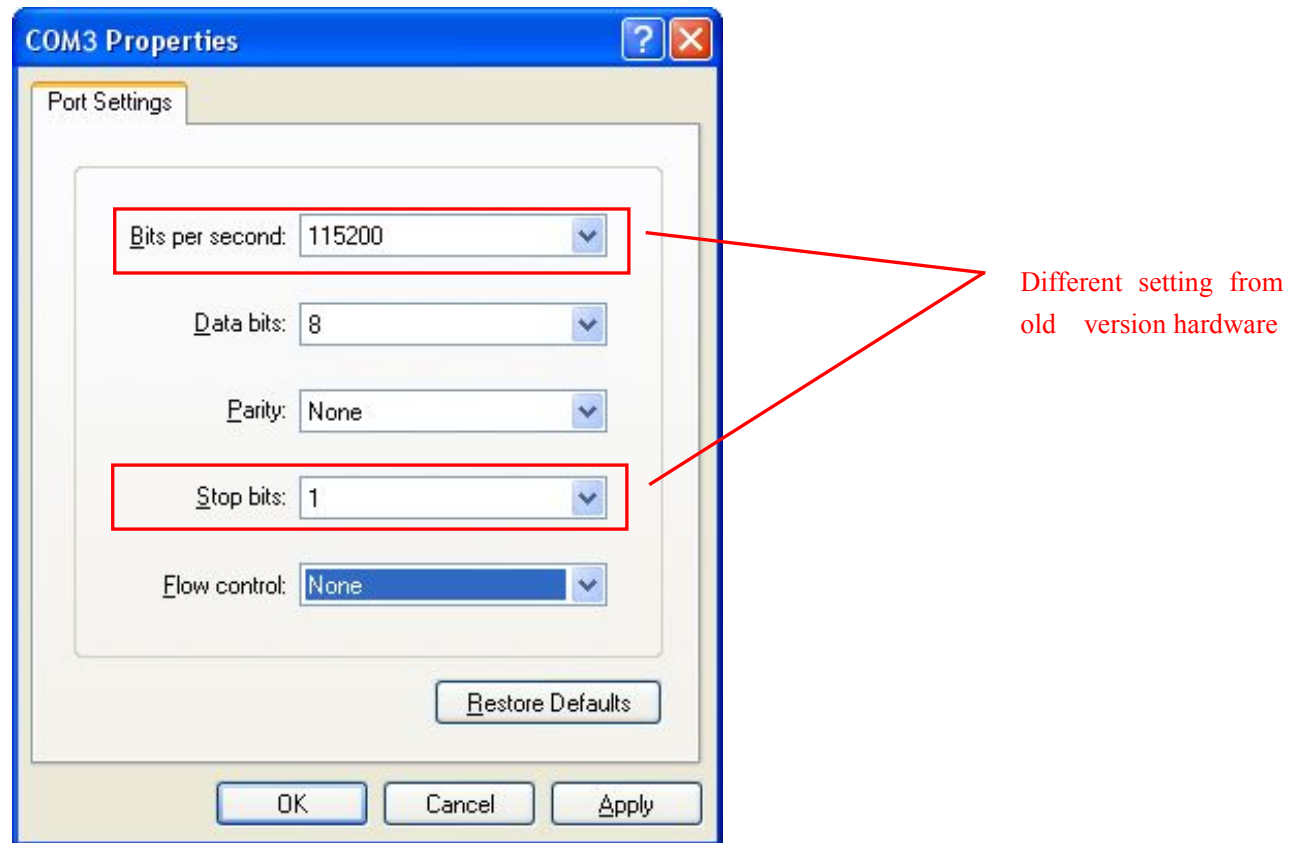 COM3 Properties
Port Settings
Bits per second: 115200
Data bits: 8
Parity: None
Stop bits: 1
Flow control: None
Restore Defaults
OK Cancel Apply
Different setting from
old version hardware